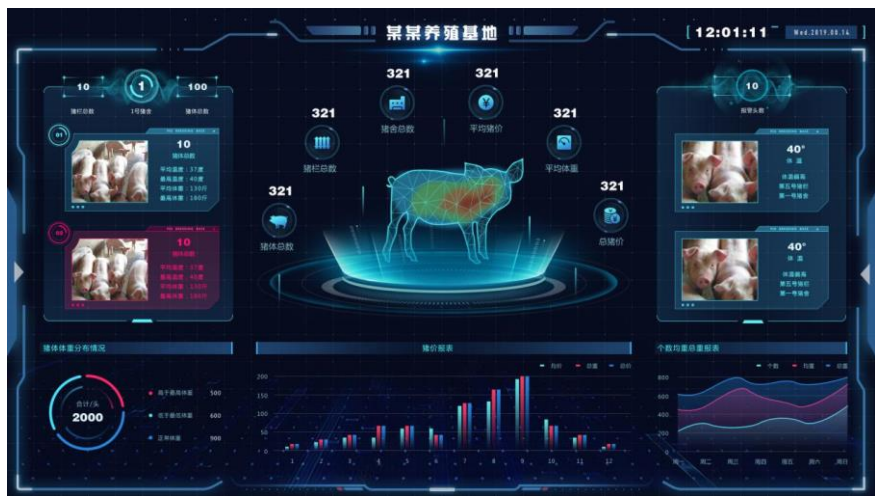 某某养殖基地
12:01:11
Wed.2019.08.14
10
猪栏总数
1
1号猪舍
100
猪体总数
01
10
猪体总数
平均温度：37度
最高温度：40度
平均体重：130斤
最高体重：180斤
10
猪体总数
平均温度：37度
最高温度：40度
平均体重：130斤
最高体重：180斤
321
猪体总数
321
猪栏总数
321
猪舍总数
321
平均猪价
321
平均体重
321
总猪价
10
报警头数
40°
体 温
体温最高
第五号猪栏
第一号猪舍
40°
体 温
体温最高
第五号猪栏
第一号猪舍
猪体体重分布情况
合计/头
2000
高于最高体重 500
低于最低体重 600
正常体重 900
猪价报表
均价 总重 总价
200
150
100
50
0
1 2 3 4 5 6 7 8 9 10 11 12
个数均重总重报表
个数 均重 总重
800
600
400
200
0
周一 周二 周三 周四 周五 周六 周日